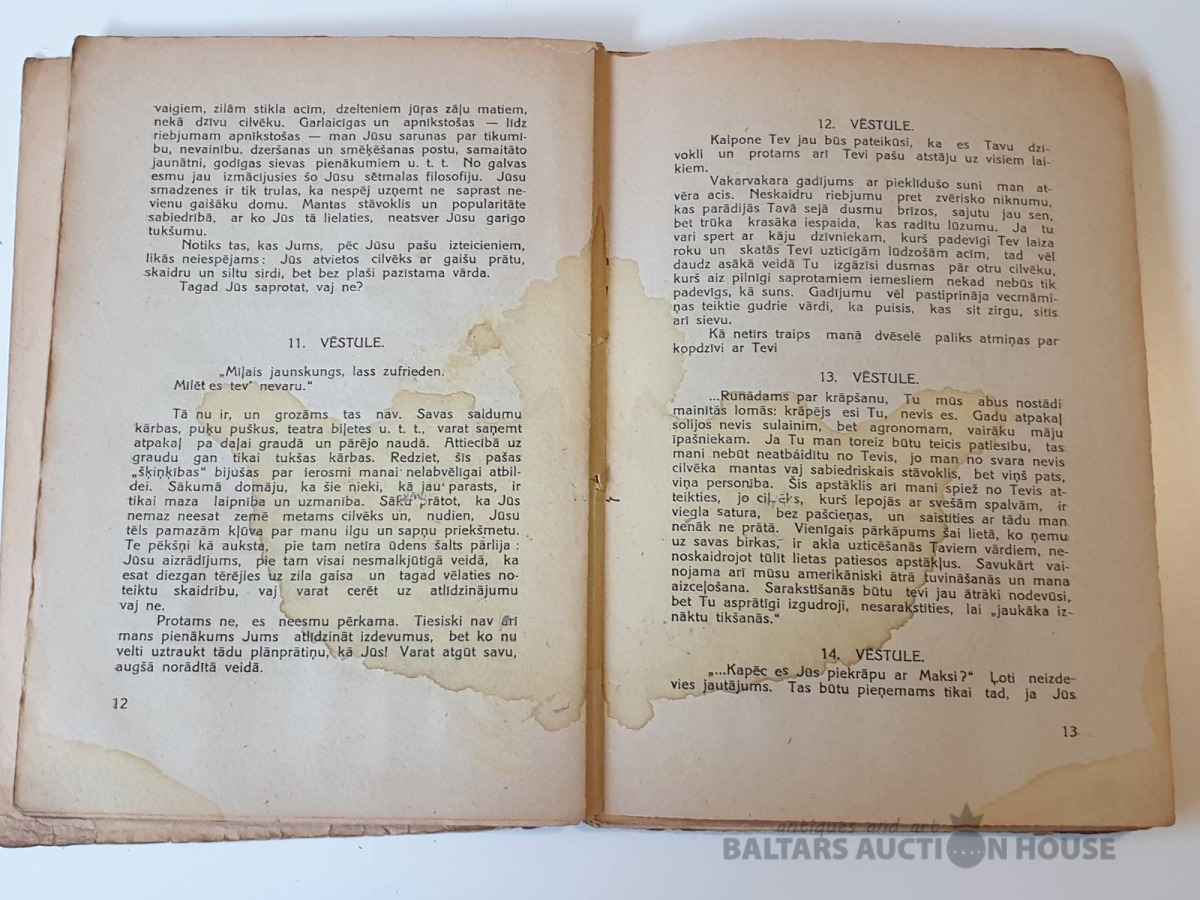 vaigiem, zilām stikla acīm, dzelteniem jūras zāļu matiem,
nekā dzīvu cilvēku. Garlaicīgas un apnīkstošas — līdz
riebjumam apnīkstošas — man Jūsu sarunas par tikumī-
bu, nevainību, dzeršanas un smēķēšanas postu, samaitāto
jaunātni, godīgas sievas pienākumiem u. t. t. No galvas
esmu jau izmācījusies šo Jūsu sētmalas filosofiju. Jūsu
smadzenes ir tik trulas, ka nespēj uzņemt ne saprast ne-
vienu gaišāku domu. Mantas stāvoklis un popularitāte
sabiedrībā, ar ko Jūs tā lielaties, neatsver Jūsu garīgo
tukšumu.
Notiks tas, kas Jums, pēc Jūsu pašu izteicieniem,
likās neiespējams: Jūs atvietos cilvēks ar gaišu prātu,
skaidru un siltu sirdi, bet bez plaši pazīstama vārda.
Tagad Jūs saprotat, vaj ne?
11. VĒSTULE.
„Mīļais jaunskungs, lass zufrieden.
Mīlēt es tev nevaru.“
Tā nu ir, un grozāms tas nav. Savas saldumu
kārbas, puķu puškus, teatra biļetes u. t. t., varat saņemt
atpakaļ pa daļai graudā un pārējo naudā. Attiecībā uz
graudu gan tikai tukšas kārbas. Redziet, šīs pašas
„šķiņķības“ bijušas par ierosmi manai nelabvēlīgai atbil-
dei. Sākumā domāju, ka šie nieki, kā jau parasts, ir
tikai maza laipnība un uzmanība. Sāku prātot, ka Jūs
nemaz neesat zemē metams cilvēks un, nudien, Jūsu
tēls pamazām kļūva par manu ilgu un sapņu priekšmetu.
Te pēkšņi kā auksta, pie tam netīra ūdens šalts pārlija:
Jūsu aizrādījums, pie tam visai nesmalkjūtīgā veidā, ka
esat diezgan tērējies uz zila gaisa un tagad vēlaties no-
teiktu skaidrību, vaj varat cerēt uz atlīdzinājumu
vaj ne.
Protams ne, es neesmu pērkama. Tiesiski nav arī
mans pienākums Jums atlīdzināt izdevumus, bet ko nu
velti uztraukt tādu plānprātiņu, kā Jūs! Varat atgūt savu,
augšā norādītā veidā.
12
12. VĒSTULE.
Kalpone Tev jau būs pateikūsi, ka es Tavu dzī-
vokli un protams arī Tevi pašu atstāju uz visiem lai-
kiem.
Vakarvakara gadījums ar pieklīdušo suni man at-
vēra acis. Neskaidru riebjumu pret zvērisko niknumu,
kas parādījās Tavā sejā dusmu brīžos, sajutu jau sen,
bet trūka krasāka iespaida, kas radītu lūzumu. Ja tu
vari spert ar kāju dzīvniekam, kurš padevīgi Tev laiza
roku un skatās Tevī uzticīgām lūdzošām acīm, tad vēl
daudz asākā veidā Tu izgāzīsi dusmas pār otru cilvēku,
kurš aiz pilnīgi saprotamiem iemesliem nekad nebūs tik
padevīgs, kā suns. Gadījumu vēl pastiprināja vecmāmi-
ņas teiktie gudrie vārdi, ka puisis, kas sit zirgu, sitīs
arī sievu.
Kā netīrs traips manā dvēselē paliks atmiņas par
kopdzīvi ar Tevi
13. VĒSTULE.
„...Runādams par krāpšanu, Tu mūs abus nostādi
mainītās lomās: krāpējs esi Tu, nevis es. Gadu atpakaļ
solijos nevis sulainim, bet agronomam, vairāku māju
īpašniekam. Ja Tu man toreiz būtu teicis patiesību, tas
mani nebūt neatbaidītu no Tevis, jo man no svara nevis
cilvēka mantas vaj sabiedriskais stāvoklis, bet viņš pats,
viņa personība. Šis apstāklis arī mani spiež no Tevis at-
teikties, jo cilvēks, kurš lepojās ar svešām spalvām, ir
viegla satura, bez pašcieņas, un saistīties ar tādu man
nenāk ne prātā. Vienīgais pārkāpums šai lietā, ko ņemu
uz savas birkas, ir akla uzticēšanās Taviem vārdiem, ne-
noskaidrojot tūlīt lietas patiesos apstākļus. Savukārt vai-
nojama arī mūsu amerikāniski ātrā tuvināšanās un mana
aizceļošana. Sarakstīšanās būtu tevi jau ātrāki nodevūsi,
bet Tu asprātīgi izgudroji, nesarakstīties, lai „jaukāka iz-
nāktu tikšanās.“
14. VĒSTULE.
„...Kapēc es Jūs piekrāpu ar Maksi?“ Ļoti neizde-
vies jautājums. Tas būtu pieņemams tikai tad, ja Jūs
13
antiques and art
BALTARS AUCTION HOUSE